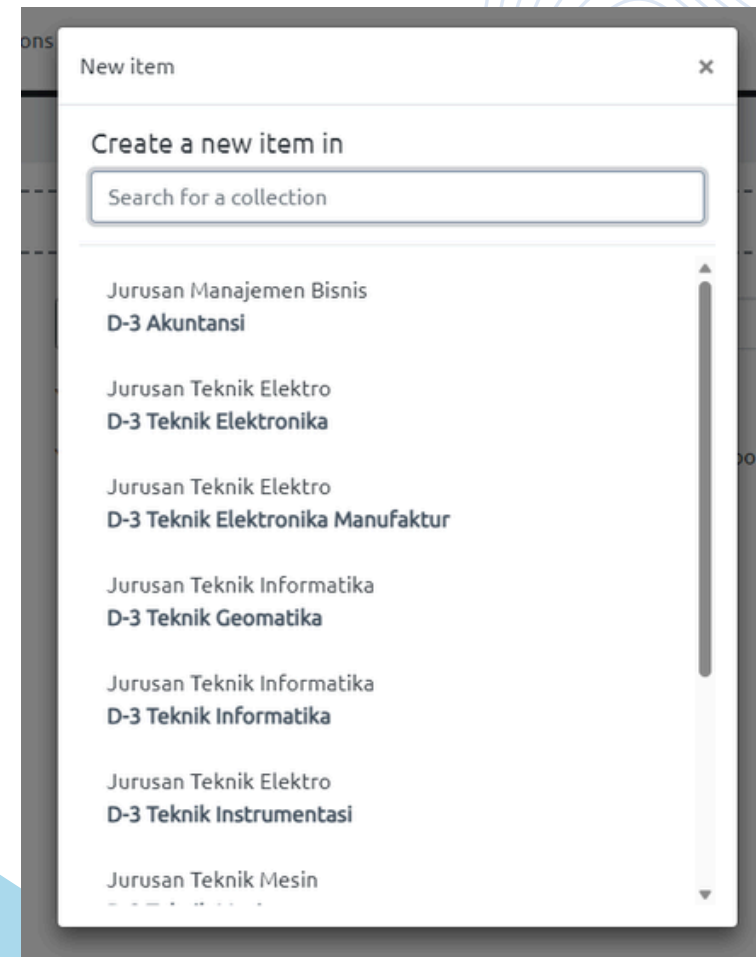 ons
New item ×
Create a new item in
Search for a collection
Jurusan Manajemen Bisnis
D-3 Akuntansi
Jurusan Teknik Elektro
D-3 Teknik Elektronika
Jurusan Teknik Elektro
D-3 Teknik Elektronika Manufaktur
Jurusan Teknik Informatika
D-3 Teknik Geomatika
Jurusan Teknik Informatika
D-3 Teknik Informatika
Jurusan Teknik Elektro
D-3 Teknik Instrumentasi
Jurusan Teknik Mesin